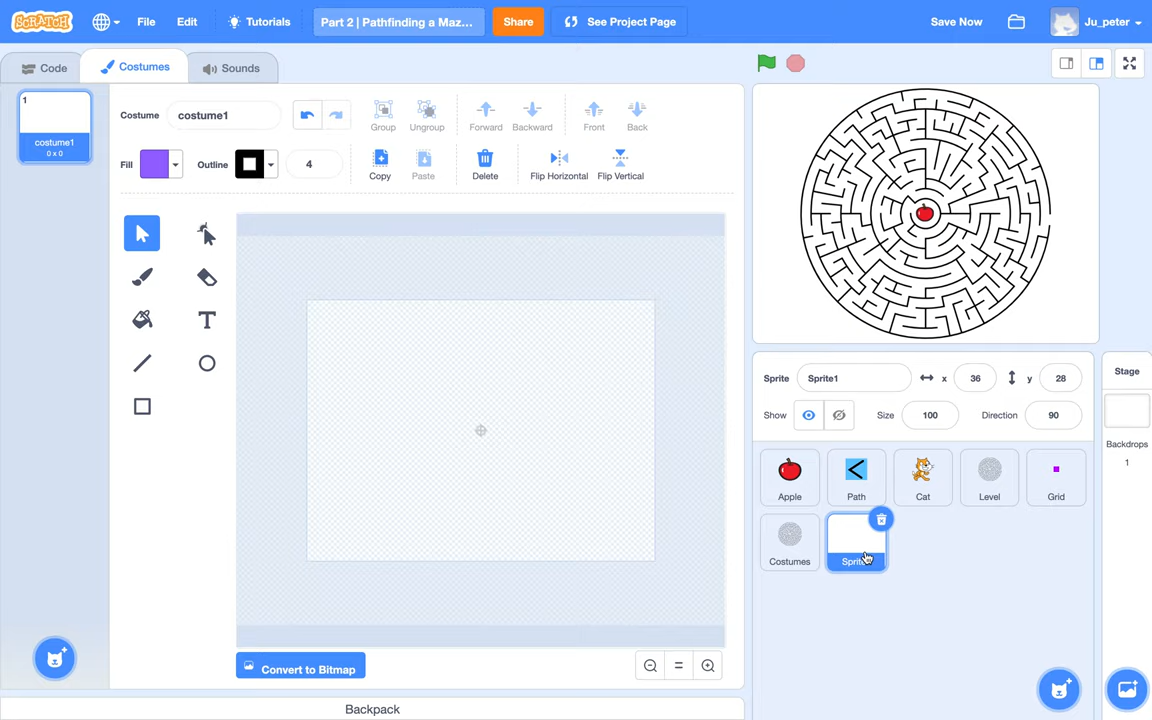 SCRATCH File Edit Tutorials Part 2 | Pathfinding a Maz... Share See Project Page Save Now Ju_peter
Code Costumes Sounds
1
costume1
0 x 0
Costume costume1 Group Ungroup Forward Backward Front Back
Fill Outline 4 Copy Paste Delete Flip Horizontal Flip Vertical
Convert to Bitmap
Backpack
Sprite Sprite1 x 36 y 28
Show Size 100 Direction 90
Apple Path Cat Level Grid
Costumes
Stage
Backdrops
1